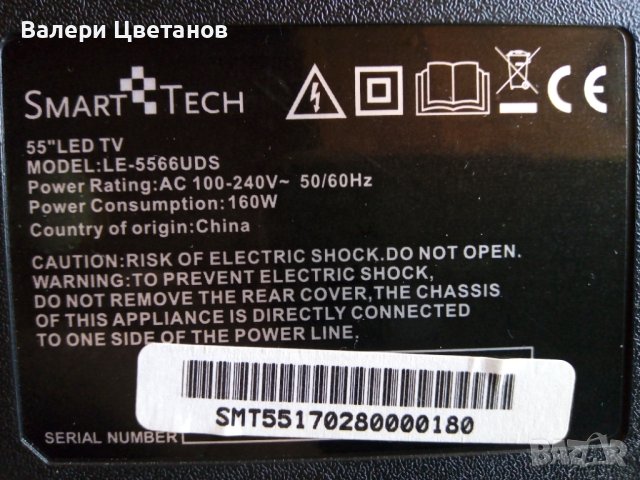 Валери Цветанов
SMART TECH
55"LED TV
MODEL:LE-5566UDS
Power Rating:AC 100-240V~ 50/60Hz
Power Consumption:160W
Country of origin:China
CAUTION:RISK OF ELECTRIC SHOCK.DO NOT OPEN.
WARNING:TO PREVENT ELECTRIC SHOCK,
DO NOT REMOVE THE REAR COVER,THE CHASSIS
OF THIS APPLIANCE IS DIRECTLY CONNECTED
TO ONE SIDE OF THE POWER LINE.
SMT55170280000180
SERIAL NUMBER
BAZAR